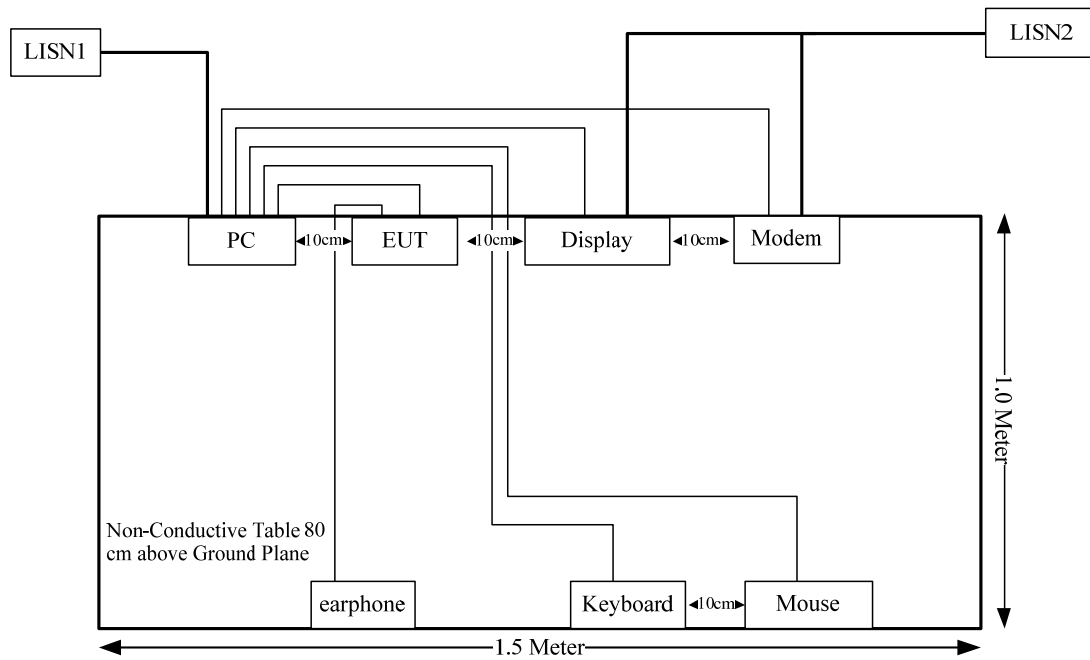 LISN1
LISN2
PC
10cm
EUT
10cm
Display
10cm
Modem
1.0 Meter
Non-Conductive Table 80
cm above Ground Plane
earphone
Keyboard
10cm
Mouse
1.5 Meter